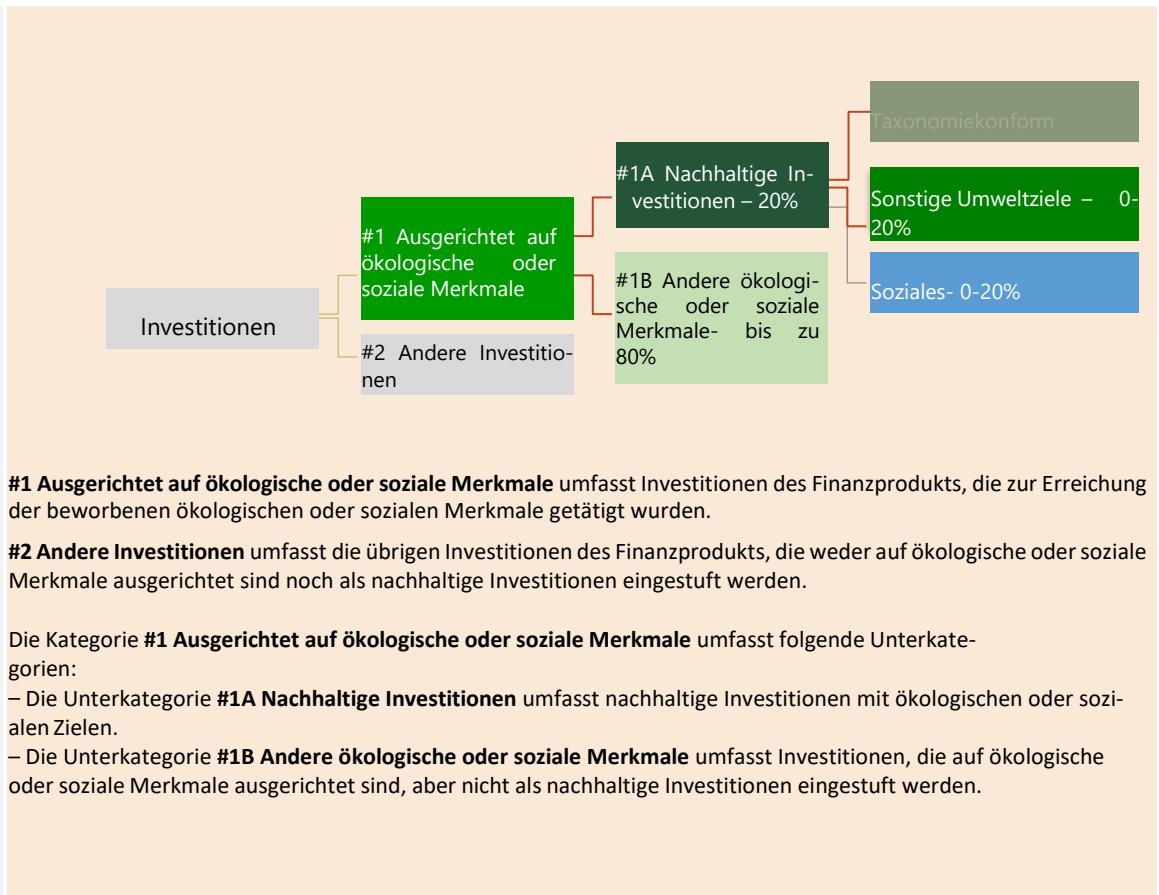 Taxonomiekonform
#1A Nachhaltige In-
vestitionen – 20%
Sonstige Umweltziele – 0-
20%
#1 Ausgerichtet auf
ökologische oder
soziale Merkmale
Soziales- 0-20%
#1B Andere ökologi-
sche oder soziale
Merkmale- bis zu
80%
Investitionen
#2 Andere Investitio-
nen
#1 Ausgerichtet auf ökologische oder soziale Merkmale umfasst Investitionen des Finanzprodukts, die zur Erreichung
der beworbenen ökologischen oder sozialen Merkmale getätigt wurden.
#2 Andere Investitionen umfasst die übrigen Investitionen des Finanzprodukts, die weder auf ökologische oder soziale
Merkmale ausgerichtet sind noch als nachhaltige Investitionen eingestuft werden.
Die Kategorie #1 Ausgerichtet auf ökologische oder soziale Merkmale umfasst folgende Unterkate-
gorien:
– Die Unterkategorie #1A Nachhaltige Investitionen umfasst nachhaltige Investitionen mit ökologischen oder sozi-
alen Zielen.
– Die Unterkategorie #1B Andere ökologische oder soziale Merkmale umfasst Investitionen, die auf ökologische
oder soziale Merkmale ausgerichtet sind, aber nicht als nachhaltige Investitionen eingestuft werden.